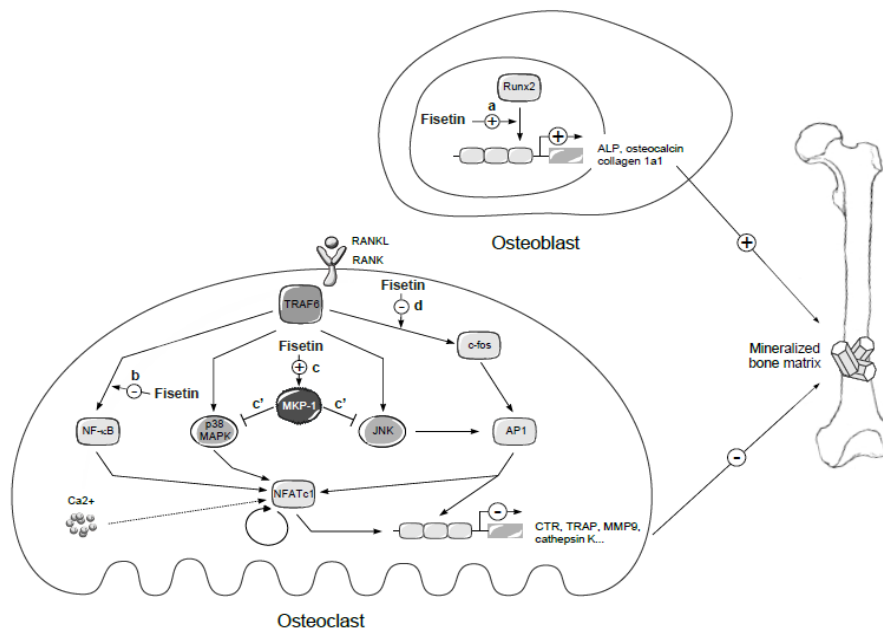 Runx2
a
Fisetin
+
+
ALP, osteocalcin
collagen 1a1
Osteoblast
+
RANKL
RANK
TRAF6
Fisetin
-
d
c-fos
Fisetin
+
c
b
-
Fisetin
MKP-1
c'
c'
NF-κB
p38
MAPK
JNK
AP1
Mineralized
bone matrix
-
Ca2+
NFATc1
-
CTR, TRAP, MMP9,
cathepsin K...
Osteoclast